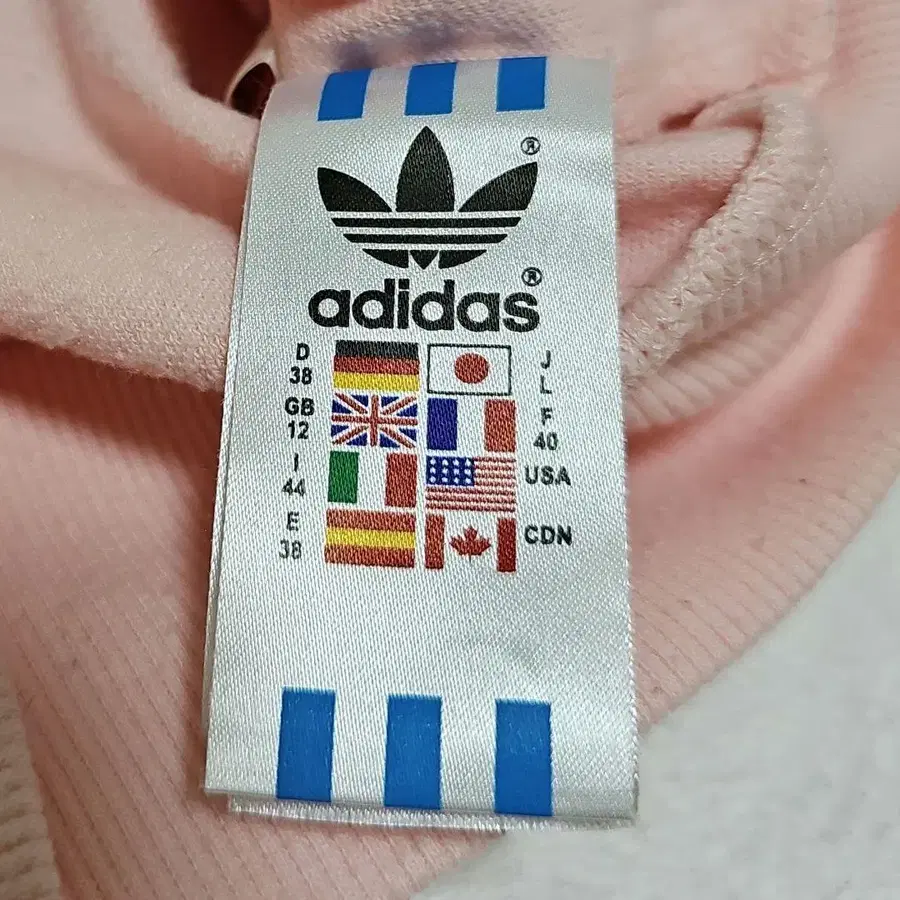 ®
®
adidas
D
38
J
L
GB
12
F
40
I
44
USA
E
38
CDN